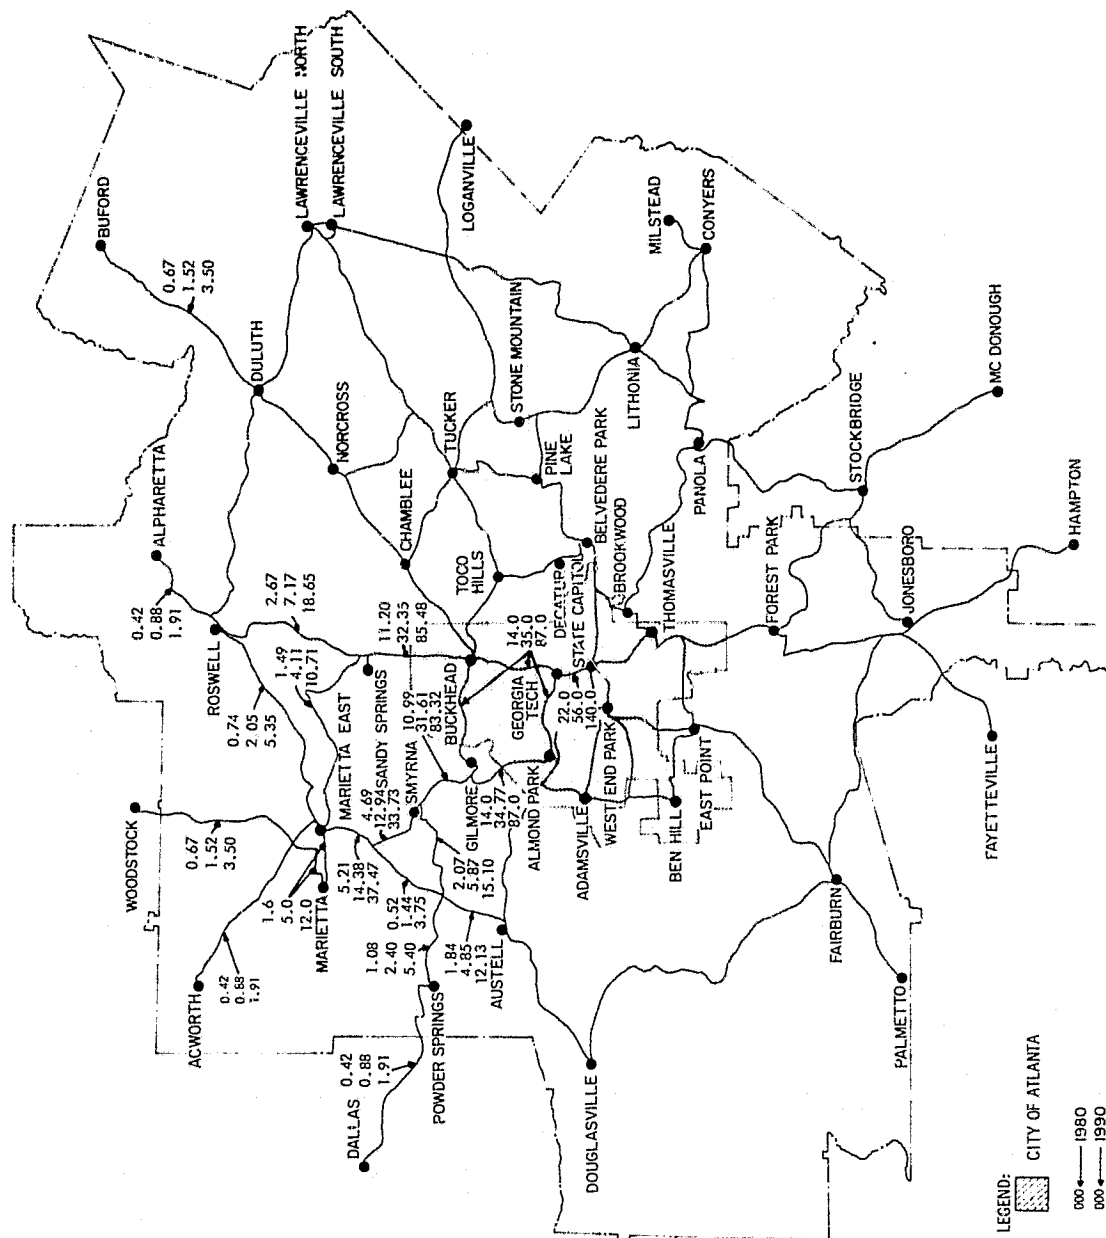 BUFORD
0.67
1.52
3.50
LAWRENCEVILLE NORTH
LAWRENCEVILLE SOUTH
LOGANVILLE
MILSTEAD
CONYERS
DULUTH
ALPHARETTA
0.42
0.88
1.91
NORCROSS
STONE MOUNTAIN
LITHONIA
TUCKER
PINE
LAKE
CHAMBLEE
TOCO
HILLS
BELVEDERE PARK
PANOLA
STOCKBRIDGE
MC DONOUGH
HAMPTON
ROSWELL
2.67
7.17
18.65
11.20
32.35
85.48
DECATUR
STATE CAPITOL
BROOKWOOD
THOMASVILLE
FOREST PARK
JONESBORO
0.74
2.05
5.35
1.49
4.11
10.71
SANDY SPRINGS
BUCKHEAD
14.0
35.0
87.0
GEORGIA
TECH
22.0
56.0
140.0
WOODSTOCK
0.67
1.52
3.50
MARIETTA EAST
4.69
12.94
33.73
SMYRNA
10.99
31.61
83.32
GILMORE
14.0
34.77
87.0
ALMOND PARK
ADAMSVILLE
WEST END PARK
BEN HILL
EAST POINT
FAYETTEVILLE
ACWORTH
0.42
0.88
1.91
1.6
5.0
12.0
MARIETTA
5.21
14.38
37.47
0.52
1.44
3.75
2.07
5.87
15.10
1.08
2.40
5.40
1.84
4.85
12.13
AUSTELL
FAIRBURN
PALMETTO
DALLAS
0.42
0.88
1.91
POWDER SPRINGS
DOUGLASVILLE
LEGEND:
CITY OF ATLANTA
000 1980
000 1990